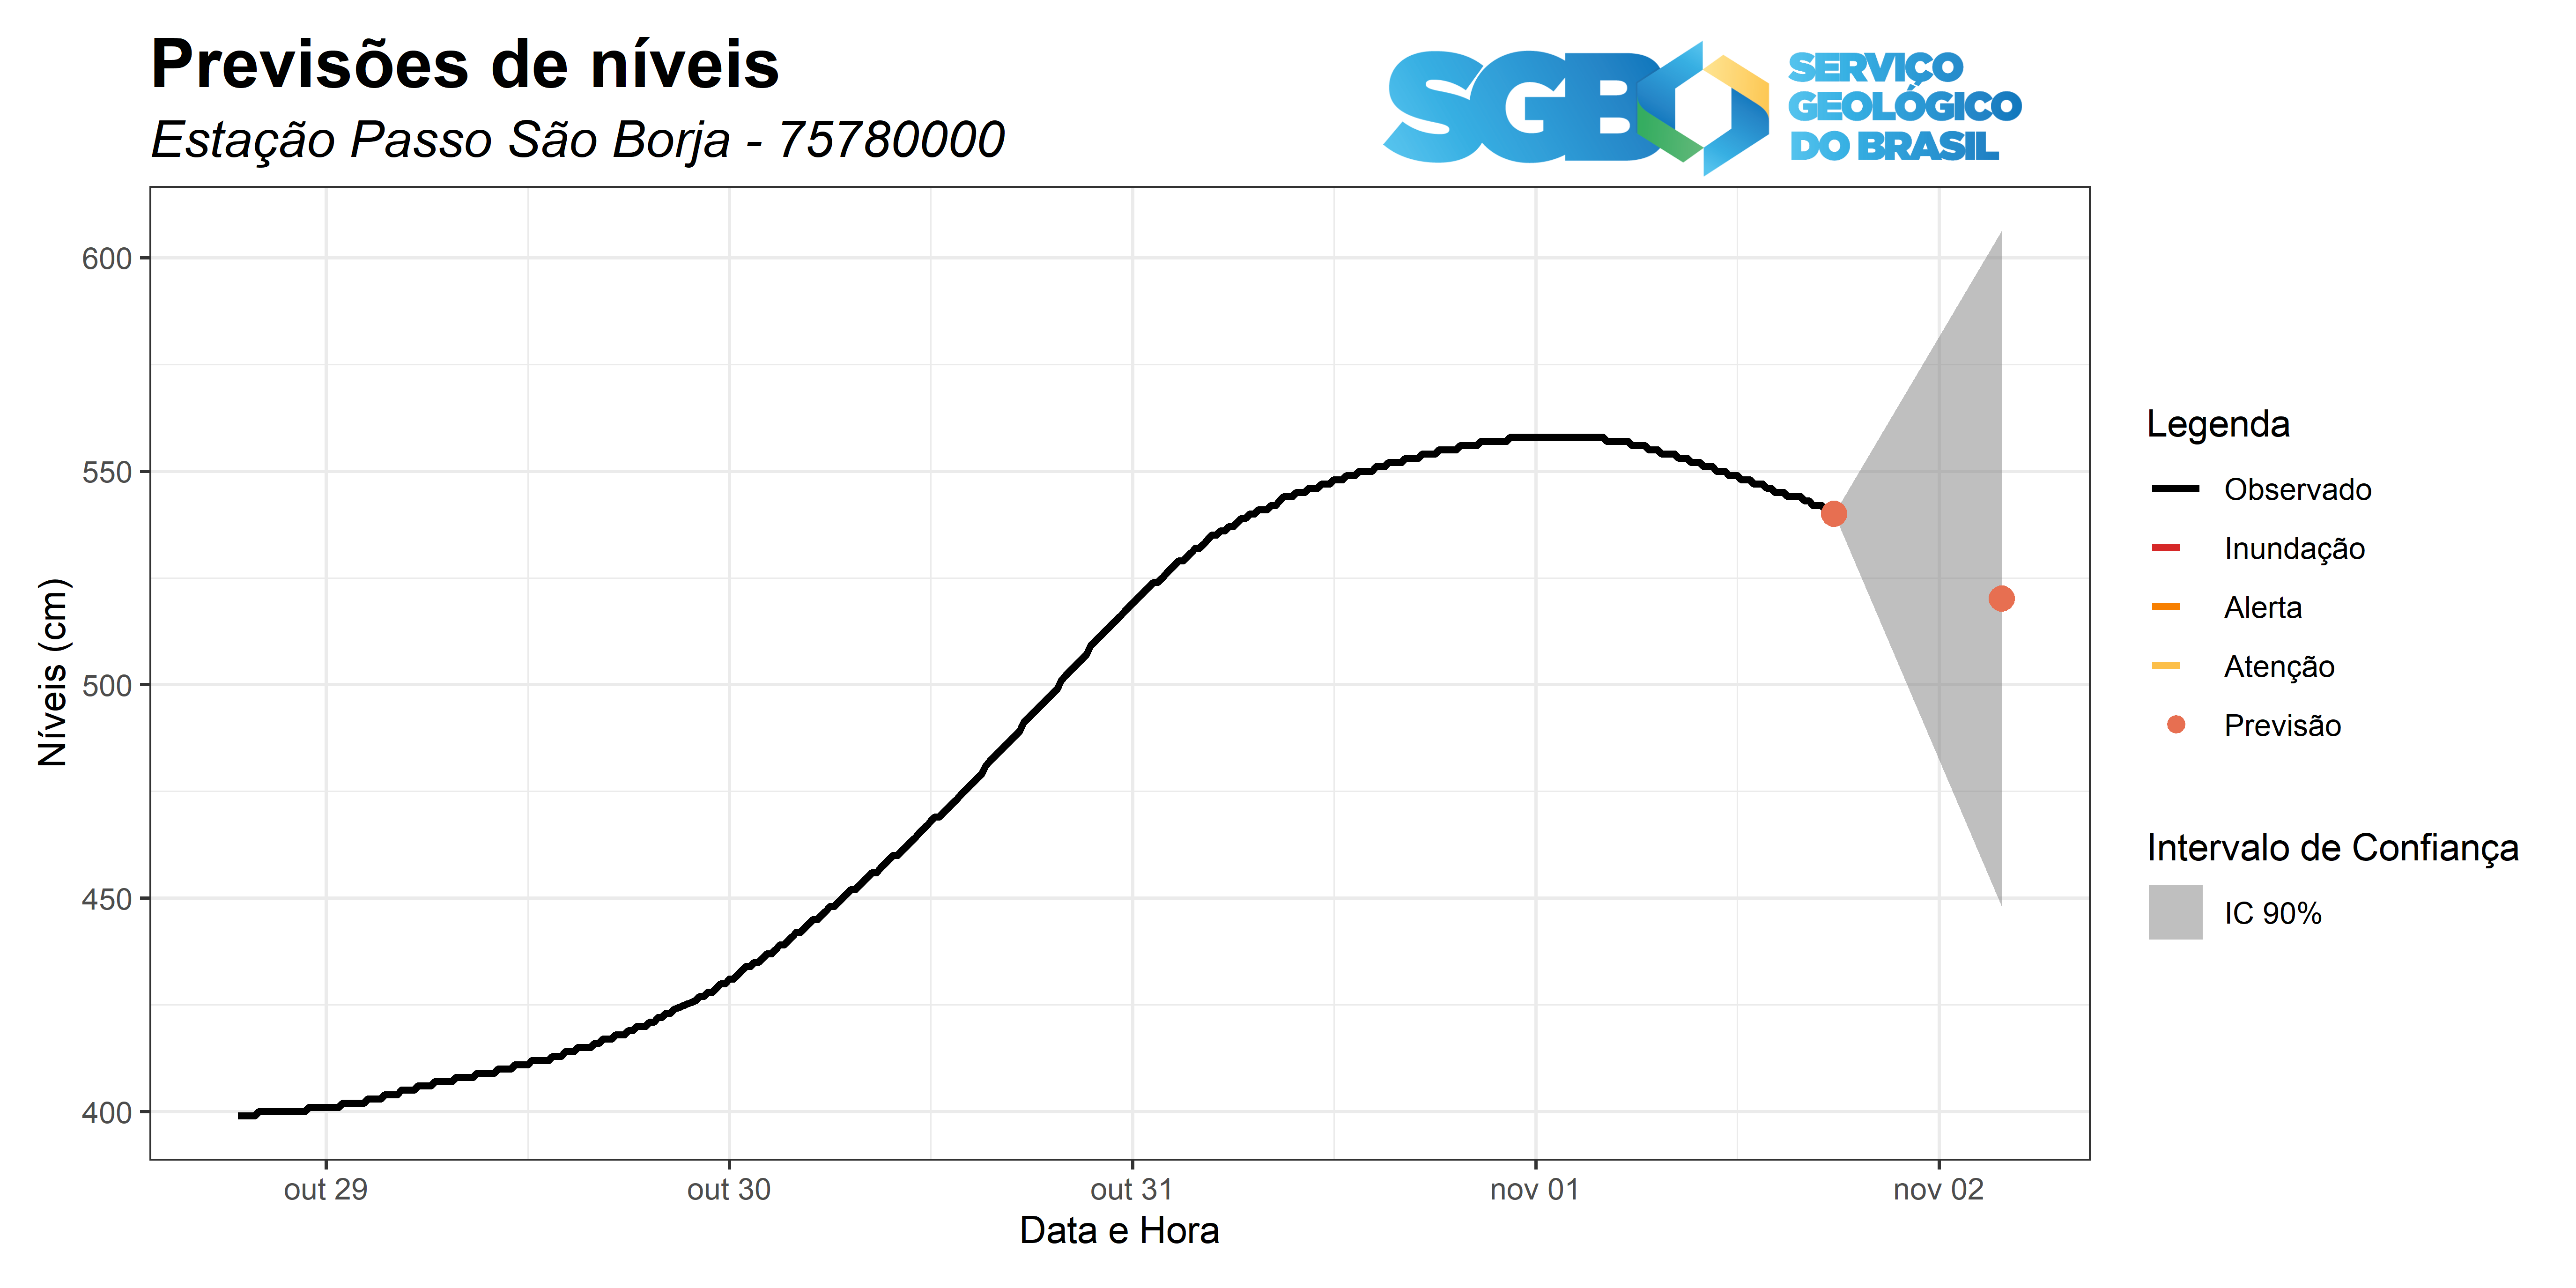 Previsões de níveis
Estação Passo São Borja - 75780000
SGB
SERVIÇO
GEOLÓGICO
DO BRASIL
Níveis (cm)
600
550
500
450
400
out 29
out 30
out 31
nov 01
nov 02
Data e Hora
Legenda
Observado
Inundação
Alerta
Atenção
Previsão
Intervalo de Confiança
IC 90%